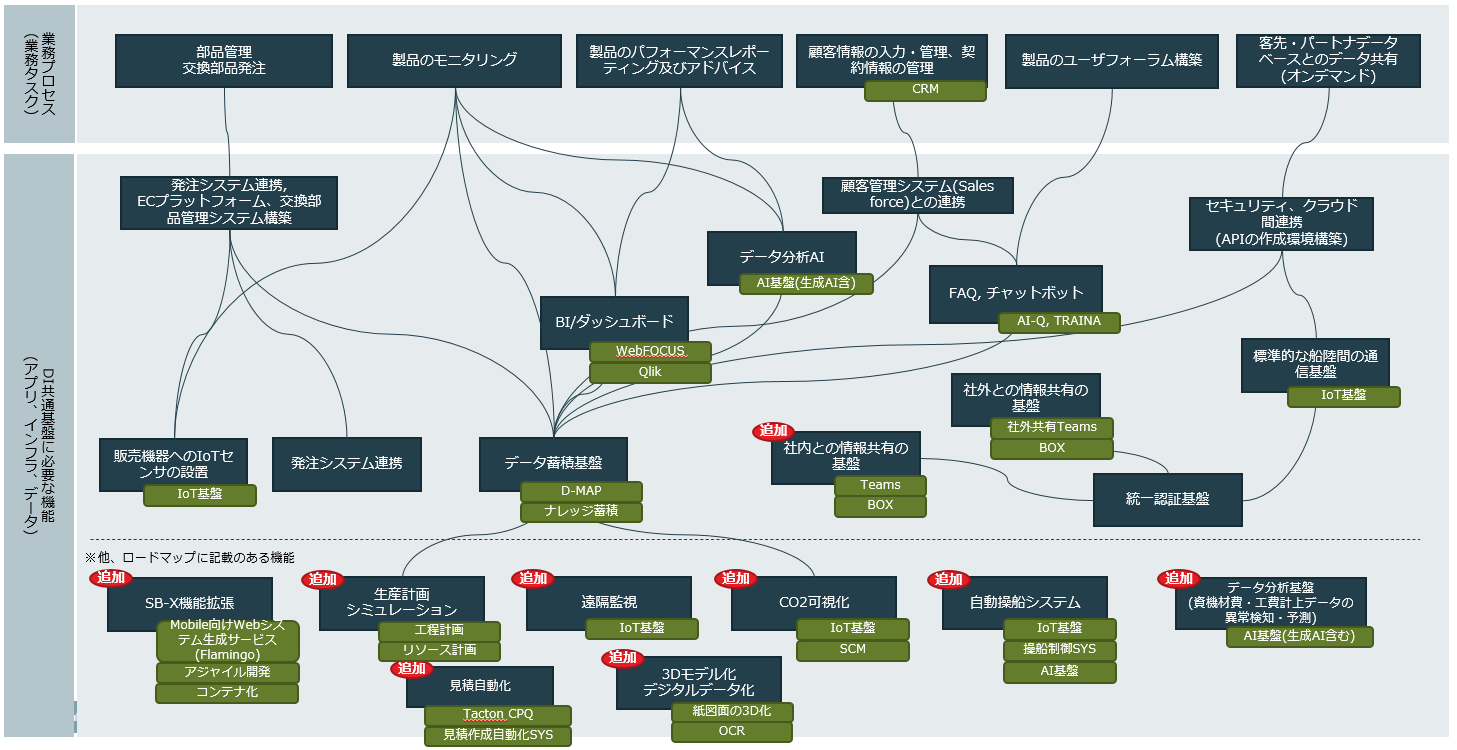 業務プロセス
（業務タスク）
部品管理
交換部品発注
製品のモニタリング
製品のパフォーマンスレポー
ティング及びアドバイス
顧客情報の入力・管理、契
約情報の管理
CRM
製品のユーザフォーラム構築
客先・パートナデータ
ベースとのデータ共有
(オンデマンド)
DI共通基盤に必要な機能
（アプリ、インフラ、データ）
発注システム連携,
ECプラットフォーム、交換部
品管理システム構築
顧客管理システム(Sales
force)との連携
セキュリティ、クラウド
間連携
(APIの作成環境構築)
データ分析AI
AI基盤(生成AI含)
FAQ, チャットボット
AI-Q, TRAINA
BI/ダッシュボード
WebFOCUS
Qlik
標準的な船陸間の通
信基盤
IoT基盤
社外との情報共有の
基盤
社外共有Teams
BOX
販売機器へのIoTセ
ンサの設置
IoT基盤
発注システム連携
データ蓄積基盤
D-MAP
ナレッジ蓄積
追加
社内との情報共有の
基盤
Teams
BOX
統一認証基盤
※他、ロードマップに記載のある機能
追加
SB-X機能拡張
Mobile向けWebシス
テム生成サービス
(Flamingo)
アジャイル開発
コンテナ化
追加
生産計画
シミュレーション
工程計画
リソース計画
追加
遠隔監視
IoT基盤
追加
CO2可視化
IoT基盤
SCM
追加
自動操船システム
IoT基盤
操船制御SYS
AI基盤
追加
データ分析基盤
(資機材費・工費計上データの
異常検知・予測)
AI基盤(生成AI含む)
追加
見積自動化
Tacton CPQ
見積作成自動化SYS
追加
3Dモデル化
デジタルデータ化
紙図面の3D化
OCR